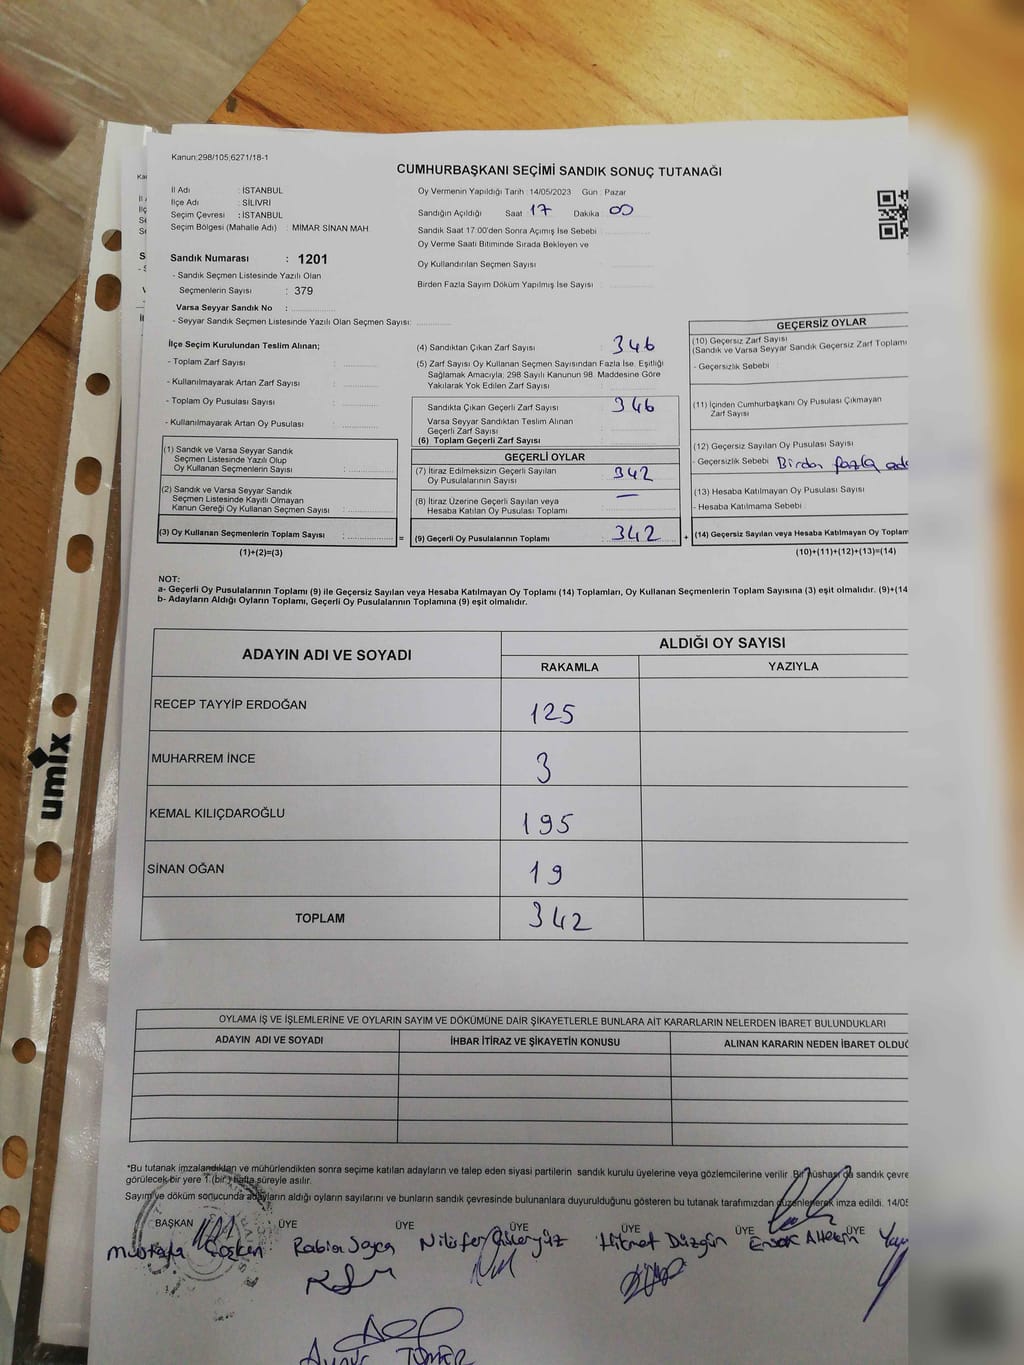 Kanun:298/105;6271/18-1
CUMHURBAŞKANI SEÇİMİ SANDIK SONUÇ TUTANAĞI
İl Adı : İSTANBUL
İlçe Adı : SİLİVRİ
Seçim Çevresi : İSTANBUL
Seçim Bölgesi (Mahalle Adı) : MİMAR SİNAN MAH
Sandık Numarası : 1201
- Sandık Seçmen Listesinde Yazılı Olan
Seçmenlerin Sayısı : 379
Varsa Seyyar Sandık No :
- Seyyar Sandık Seçmen Listesinde Yazılı Olan Seçmen Sayısı:
Oy Vermenin Yapıldığı Tarih : 14/05/2023 Gün : Pazar
Sandığın Açıldığı Saat 17 Dakika 00
Sandık Saat 17:00'den Sonra Açımış İse Sebebi
Oy Verme Saati Bitiminde Sırada Bekleyen ve
Oy Kullandırılan Seçmen Sayısı
Birden Fazla Sayım Döküm Yapılmış İse Sayısı
İlçe Seçim Kurulundan Teslim Alınan;
- Toplam Zarf Sayısı :
- Kullanılmayarak Artan Zarf Sayısı :
- Toplam Oy Pusulası Sayısı :
- Kullanılmayarak Artan Oy Pusulası :
(1) Sandık ve Varsa Seyyar Sandık
Seçmen Listesinde Yazılı Olup
Oy Kullanan Seçmenlerin Sayısı :
(2) Sandık ve Varsa Seyyar Sandık
Seçmen Listesinde Kayıtlı Olmayan
Kanun Gereği Oy Kullanan Seçmen Sayısı :
(3) Oy Kullanan Seçmenlerin Toplam Sayısı : =
(1)+(2)=(3)
(4) Sandıktan Çıkan Zarf Sayısı : 346
(5) Zarf Sayısı Oy Kullanan Seçmen Sayısından Fazla İse, Eşitliği
Sağlamak Amacıyla; 298 Sayılı Kanunun 98. Maddesine Göre
Yakılarak Yok Edilen Zarf Sayısı :
Sandıkta Çıkan Geçerli Zarf Sayısı : 346
Varsa Seyyar Sandıktan Teslim Alınan
Geçerli Zarf Sayısı :
(6) Toplam Geçerli Zarf Sayısı :
GEÇERLİ OYLAR
(7) İtiraz Edilmeksizin Geçerli Sayılan
Oy Pusulalarının Sayısı : 342
(8) İtiraz Üzerine Geçerli Sayılan veya
Hesaba Katılan Oy Pusulası Toplamı : —
(9) Geçerli Oy Pusulalarının Toplamı : 342 +
GEÇERSİZ OYLAR
(10) Geçersiz Zarf Sayısı
(Sandık ve Varsa Seyyar Sandık Geçersiz Zarf Toplamı
- Geçersizlik Sebebi :
(11) İçinden Cumhurbaşkanı Oy Pusulası Çıkmayan
Zarf Sayısı
(12) Geçersiz Sayılan Oy Pusulası Sayısı
- Geçersizlik Sebebi Birden fazla
(13) Hesaba Katılmayan Oy Pusulası Sayısı
- Hesaba Katılmama Sebebi :
(14) Geçersiz Sayılan veya Hesaba Katılmayan Oy Toplam
(10)+(11)+(12)+(13)=(14)
NOT:
a- Geçerli Oy Pusulalarının Toplamı (9) ile Geçersiz Sayılan veya Hesaba Katılmayan Oy Toplamı (14) Toplamları, Oy Kullanan Seçmenlerin Toplam Sayısına (3) eşit olmalıdır. (9)+(14
b- Adayların Aldığı Oyların Toplamı, Geçerli Oy Pusulalarının Toplamına (9) eşit olmalıdır.
ADAYIN ADI VE SOYADI ALDIĞI OY SAYISI
RAKAMLA YAZIYLA
RECEP TAYYİP ERDOĞAN 125
MUHARREM İNCE 3
KEMAL KILIÇDAROĞLU 195
SİNAN OĞAN 19
TOPLAM 342
OYLAMA İŞ VE İŞLEMLERİNE VE OYLARIN SAYIM VE DÖKÜMÜNE DAİR ŞİKAYETLERLE BUNLARA AİT KARARLARIN NELERDEN İBARET BULUNDUKLARI
ADAYIN ADI VE SOYADI İHBAR İTİRAZ VE ŞİKAYETİN KONUSU ALINAN KARARIN NEDEN İBARET OLDUĞ
*Bu tutanak imzalandıktan ve mühürlendikten sonra seçime katılan adayların ve talep eden siyasi partilerin sandık kurulu üyelerine veya gözlemcilerine verilir. Bir nüshası da sandık çevre
görülecek bir yere 1 (bir) hafta süreyle asılır.
Sayım ve döküm sonucunda adayların aldığı oyların sayılarını ve bunların sandık çevresinde bulunanlara duyurulduğunu gösteren bu tutanak tarafımızdan düzenlenerek imza edildi. 14/05
BAŞKAN ÜYE ÜYE ÜYE ÜYE ÜYE ÜYE
Mustafa Coşkun Rabia Hikmet Düzgün
umix